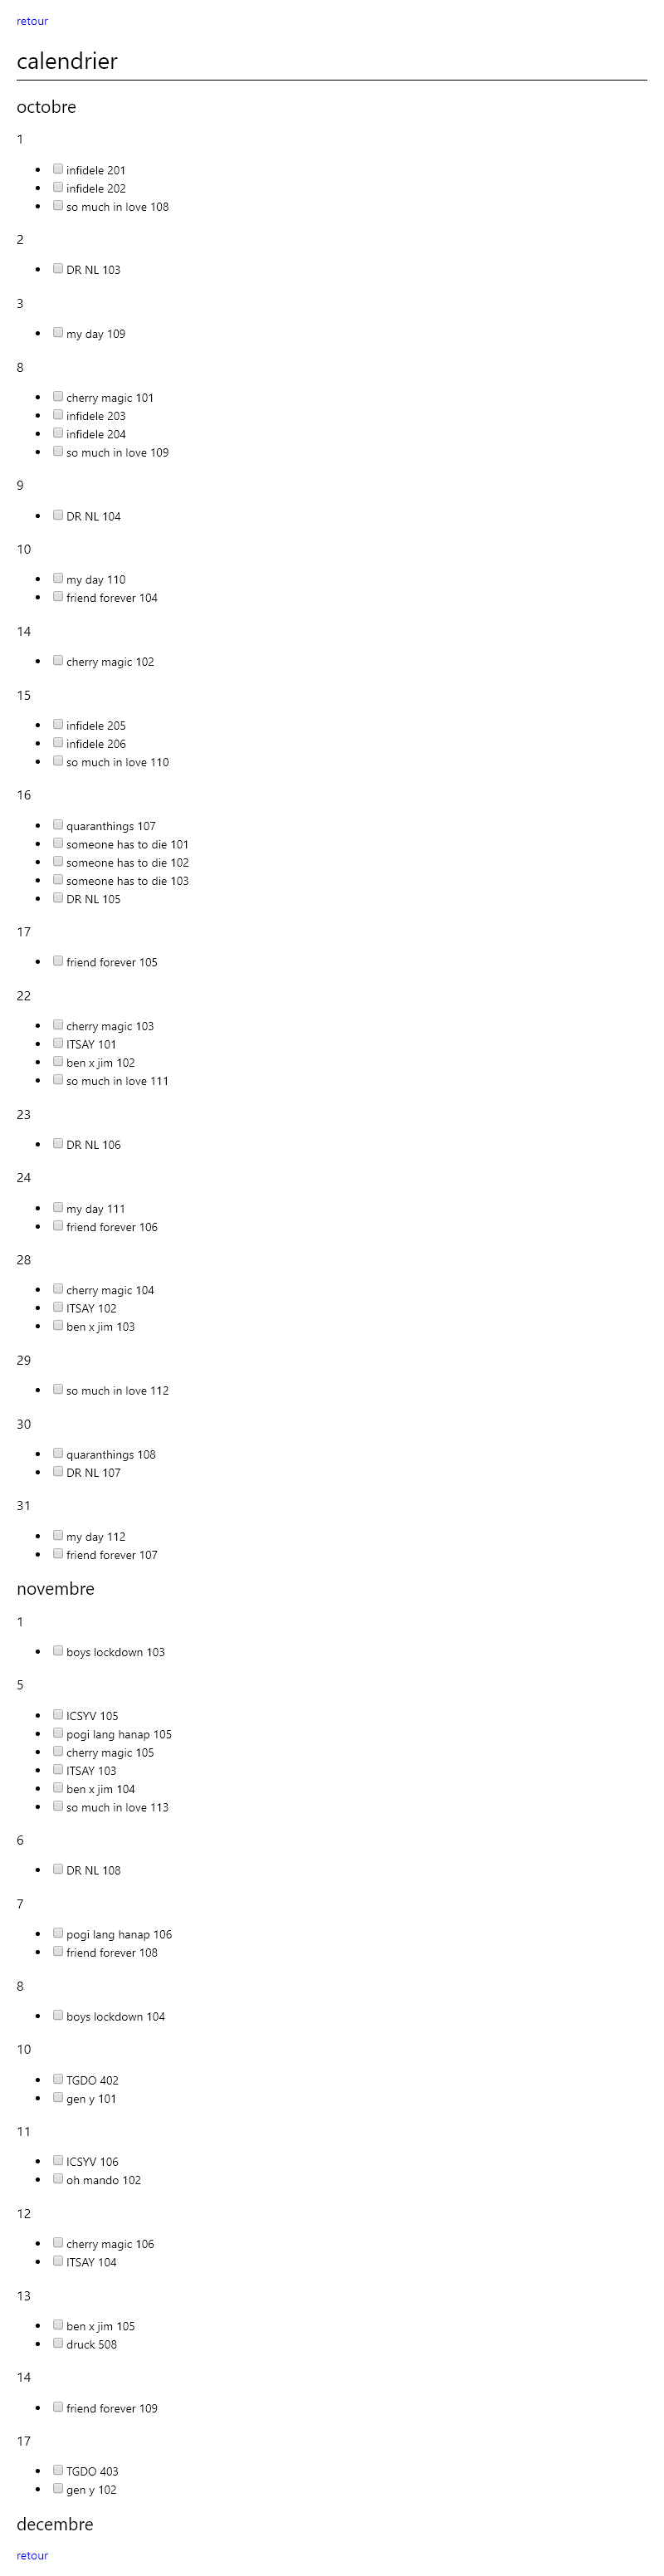 retour
calendrier
octobre
1
infidele 201
infidele 202
so much in love 108
2
DR NL 103
3
my day 109
8
cherry magic 101
infidele 203
infidele 204
so much in love 109
9
DR NL 104
10
my day 110
friend forever 104
14
cherry magic 102
15
infidele 205
infidele 206
so much in love 110
16
quaranthings 107
someone has to die 101
someone has to die 102
someone has to die 103
DR NL 105
17
friend forever 105
22
cherry magic 103
ITSAY 101
ben x jim 102
so much in love 111
23
DR NL 106
24
my day 111
friend forever 106
28
cherry magic 104
ITSAY 102
ben x jim 103
29
so much in love 112
30
quaranthings 108
DR NL 107
31
my day 112
friend forever 107
novembre
1
boys lockdown 103
5
ICSYV 105
pogi lang hanap 105
cherry magic 105
ITSAY 103
ben x jim 104
so much in love 113
6
DR NL 108
7
pogi lang hanap 106
friend forever 108
8
boys lockdown 104
10
TGDO 402
gen y 101
11
ICSYV 106
oh mando 102
12
cherry magic 106
ITSAY 104
13
ben x jim 105
druck 508
14
friend forever 109
17
TGDO 403
gen y 102
decembre
retour